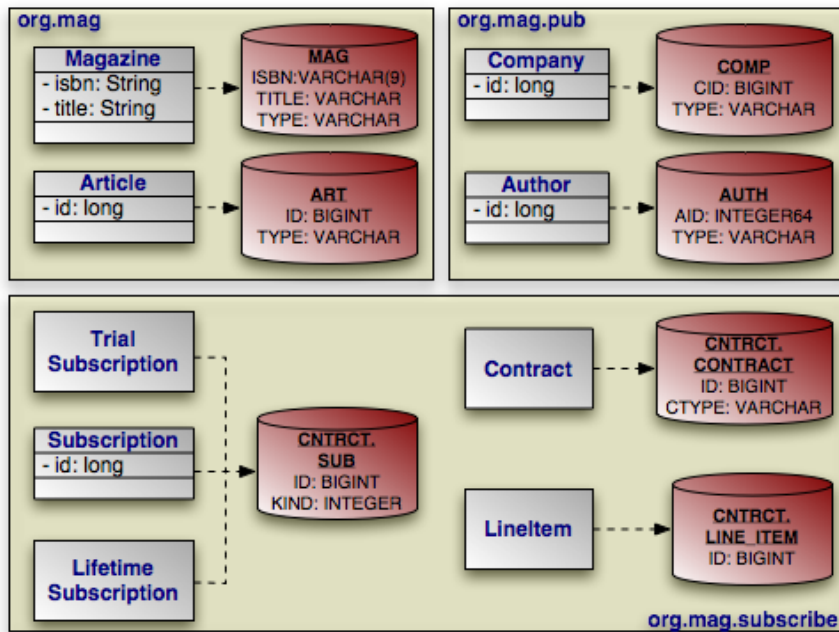 org.mag
Magazine
- isbn: String
- title: String
MAG
ISBN:VARCHAR(9)
TITLE: VARCHAR
TYPE: VARCHAR
Article
- id: long
ART
ID: BIGINT
TYPE: VARCHAR
org.mag.pub
Company
- id: long
COMP
CID: BIGINT
TYPE: VARCHAR
Author
- id: long
AUTH
AID: INTEGER64
TYPE: VARCHAR
Trial
Subscription
Subscription
- id: long
Lifetime
Subscription
CNTRCT.
SUB
ID: BIGINT
KIND: INTEGER
Contract
CNTRCT.
CONTRACT
ID: BIGINT
CTYPE: VARCHAR
LineItem
CNTRCT.
LINE_ITEM
ID: BIGINT
org.mag.subscribe